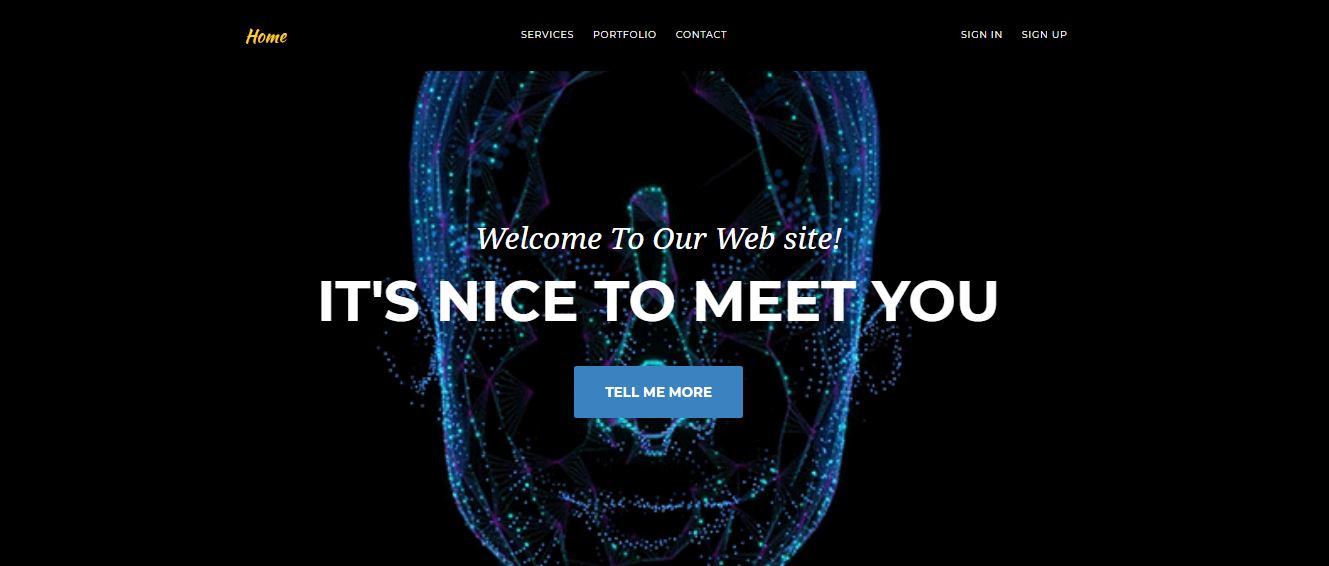 Home SERVICES PORTFOLIO CONTACT SIGN IN SIGN UP
Welcome To Our Web site!
IT'S NICE TO MEET YOU
TELL ME MORE